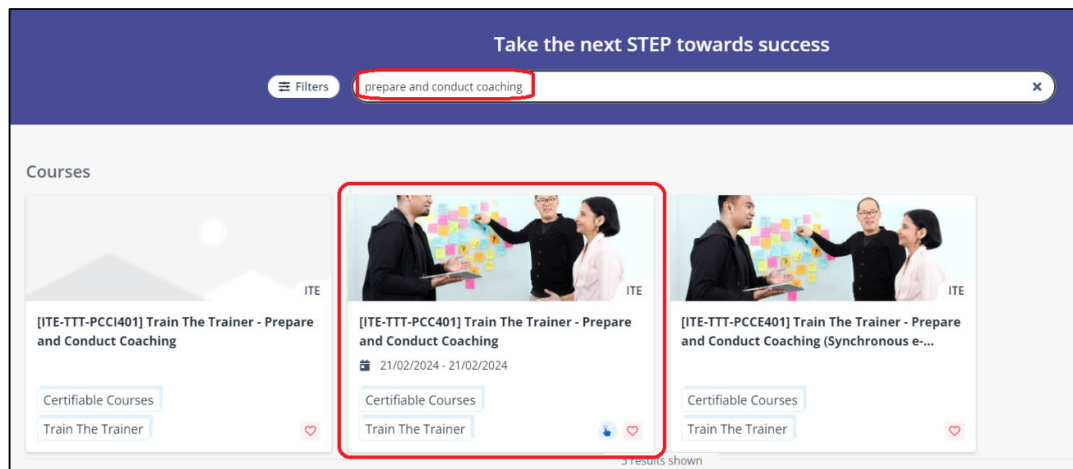 Take the next STEP towards success
Filters
prepare and conduct coaching
Courses
ITE
[ITE-TTT-PCCI401] Train The Trainer - Prepare
and Conduct Coaching
Certifiable Courses
Train The Trainer
ITE
[ITE-TTT-PCC401] Train The Trainer - Prepare
and Conduct Coaching
21/02/2024 - 21/02/2024
Certifiable Courses
Train The Trainer
ITE
[ITE-TTT-PCCE401] Train The Trainer - Prepare
and Conduct Coaching (Synchronous e-...
Certifiable Courses
Train The Trainer
3 results shown